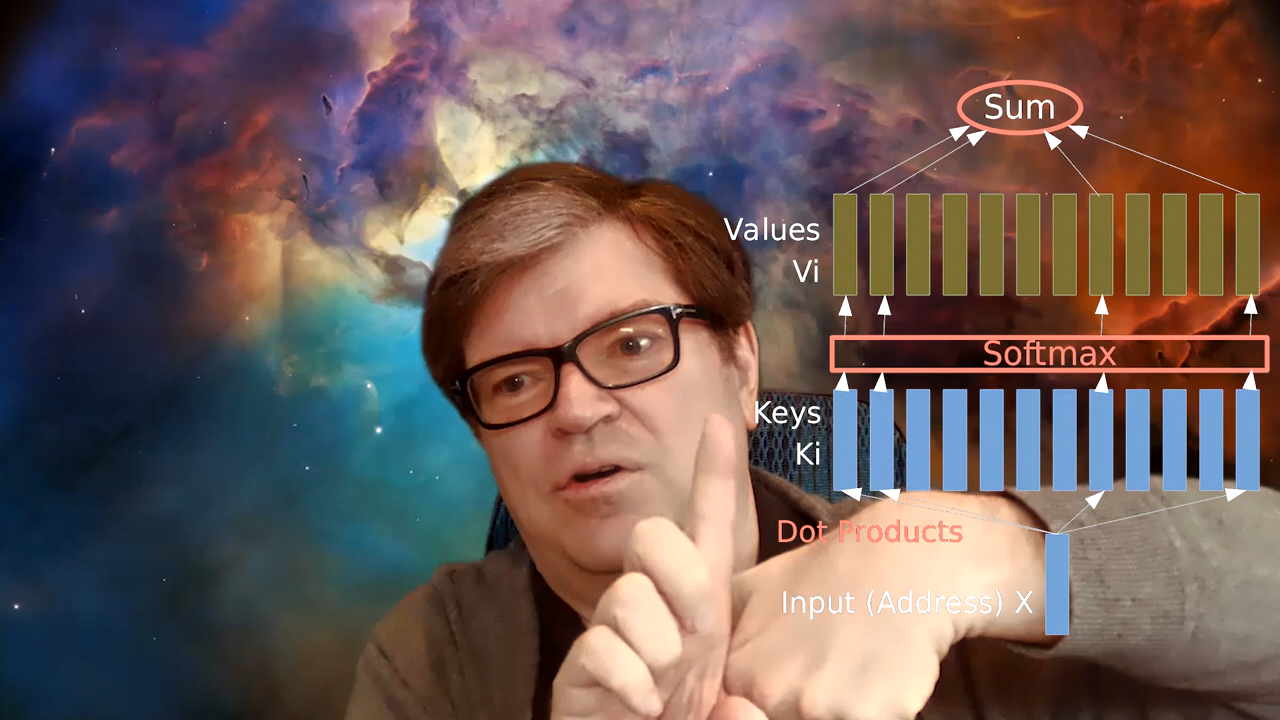 Sum
Values
Vi
Softmax
Keys
Ki
Dot Products
Input (Address) X